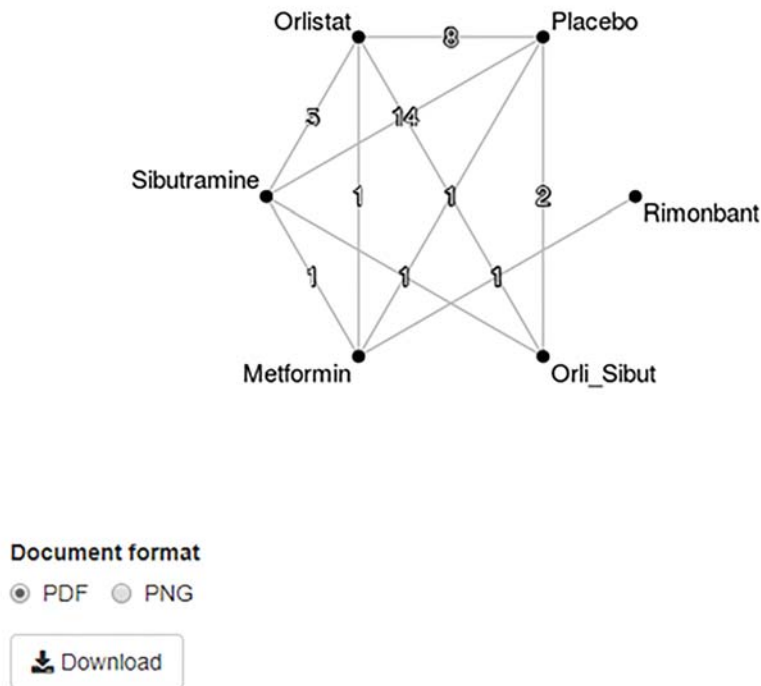 Orlistat
Placebo
8
5
14
Sibutramine
1
1
2
Rimonbant
1
1
1
Metformin
Orli_Sibut
Document format
PDF
PNG
Download